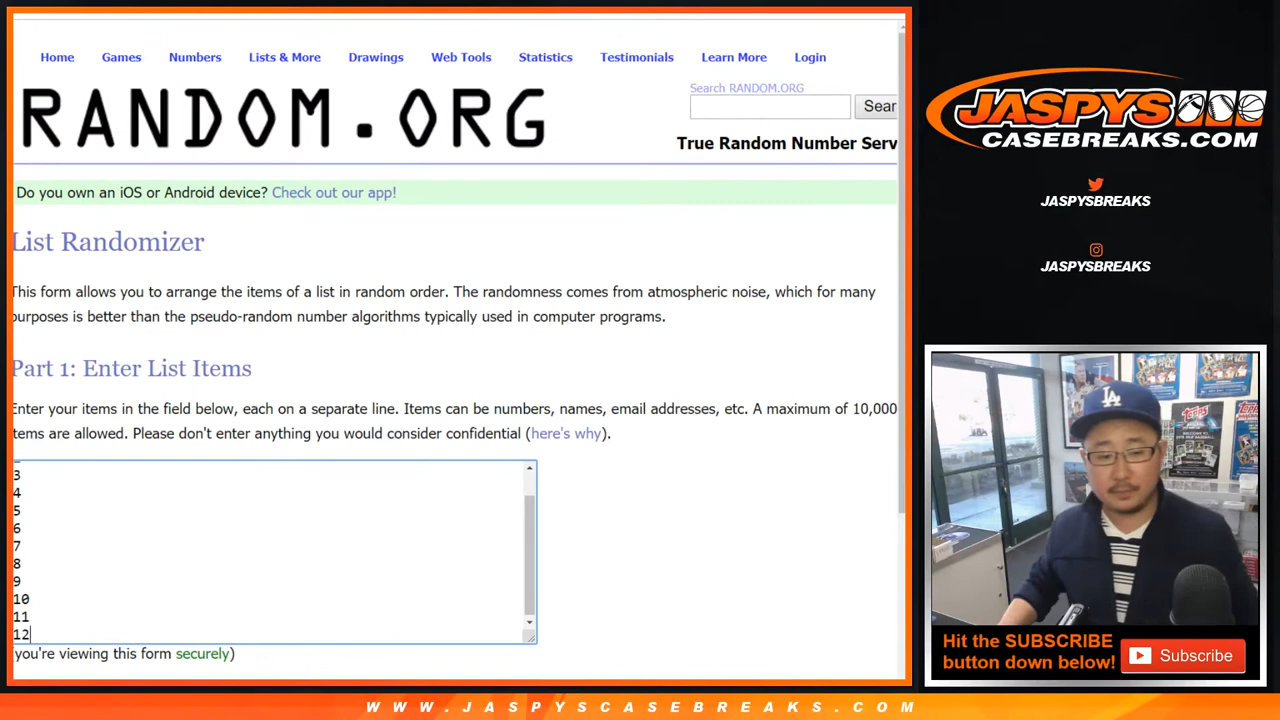 Home Games Numbers Lists & More Drawings Web Tools Statistics Testimonials Learn More Login
RANDOM.ORG
Search RANDOM.ORG
Sear
True Random Number Serv
Do you own an iOS or Android device? Check out our app!
List Randomizer
This form allows you to arrange the items of a list in random order. The randomness comes from atmospheric noise, which for many
purposes is better than the pseudo-random number algorithms typically used in computer programs.
Part 1: Enter List Items
Enter your items in the field below, each on a separate line. Items can be numbers, names, email addresses, etc. A maximum of 10,000
items are allowed. Please don't enter anything you would consider confidential (here's why).
3
4
5
6
7
8
9
10
11
12
you're viewing this form securely)
JASPYS
CASEBREAKS.COM
JASPYSBREAKS
JASPYSBREAKS
LA
Topps
Hit the SUBSCRIBE
button down below!
Subscribe
WWW.JASPYSCASEBREAKS.COM